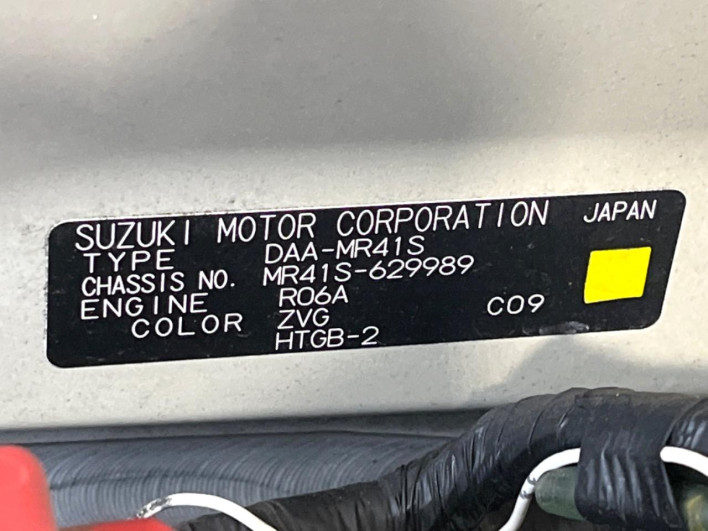 SUZUKI MOTOR CORPORATION JAPAN
TYPE DAA-MR41S
CHASSIS NO. MR41S-629989
ENGINE R06A
COLOR ZVG C09
HTGB-2